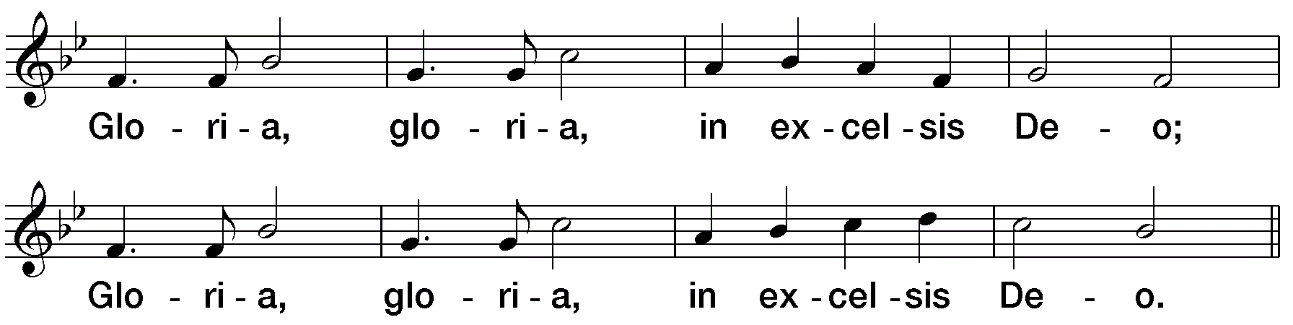 Glo - ri - a, glo - ri - a, in ex - cel - sis De - o;
Glo - ri - a, glo - ri - a, in ex - cel - sis De - o.